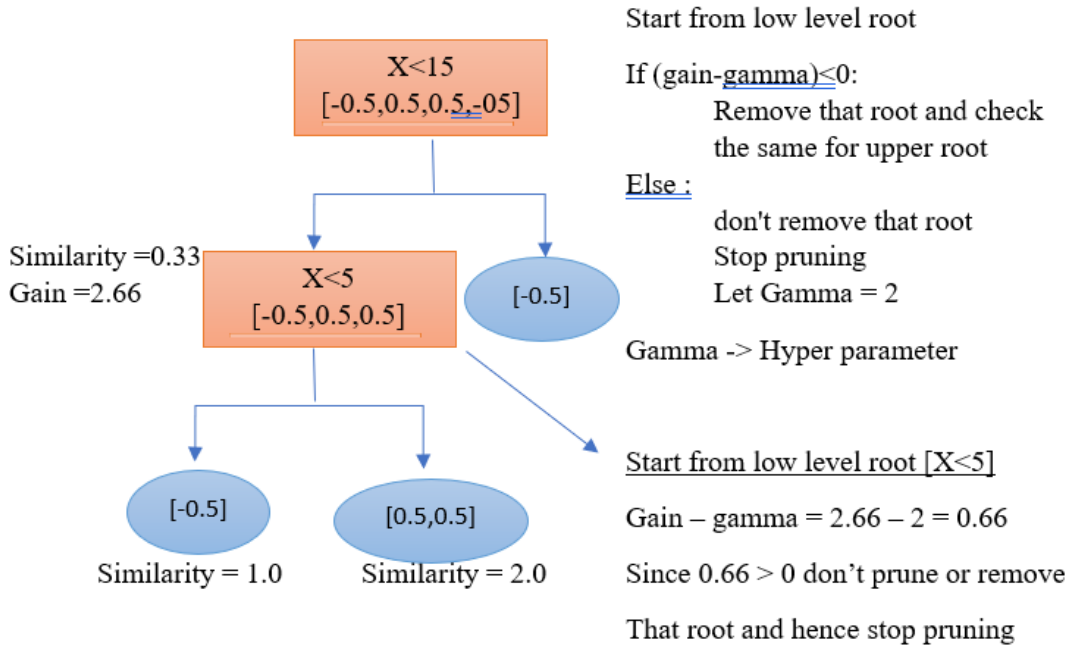 X<15
[-0.5,0.5,0.5,-05]
Similarity =0.33
Gain =2.66
X<5
[-0.5,0.5,0.5]
[-0.5]
[-0.5]
Similarity = 1.0
[0.5,0.5]
Similarity = 2.0
Start from low level root
If (gain-gamma)<0:
Remove that root and check
the same for upper root
Else :
don't remove that root
Stop pruning
Let Gamma = 2
Gamma -> Hyper parameter
Start from low level root [X<5]
Gain – gamma = 2.66 – 2 = 0.66
Since 0.66 > 0 don’t prune or remove
That root and hence stop pruning